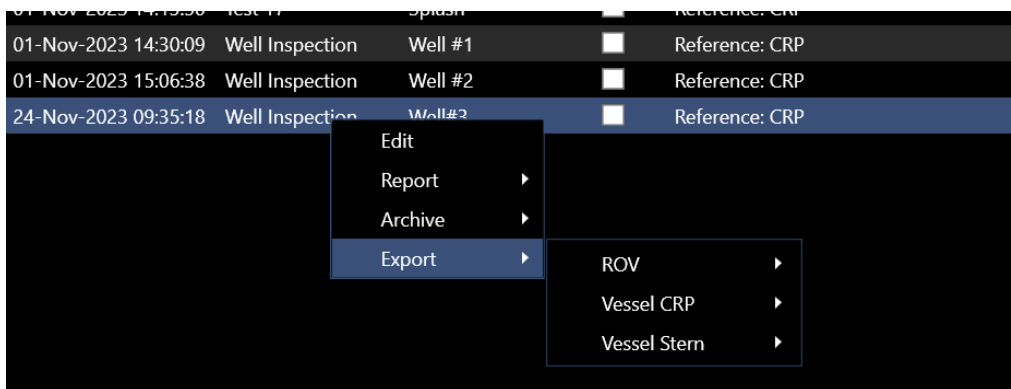 01-Nov-2023 14:30:09 Well Inspection Well #1 Reference: CRP
01-Nov-2023 15:06:38 Well Inspection Well #2 Reference: CRP
24-Nov-2023 09:35:18 Well Inspection Well#3 Reference: CRP
Edit
Report
Archive
Export
ROV
Vessel CRP
Vessel Stern